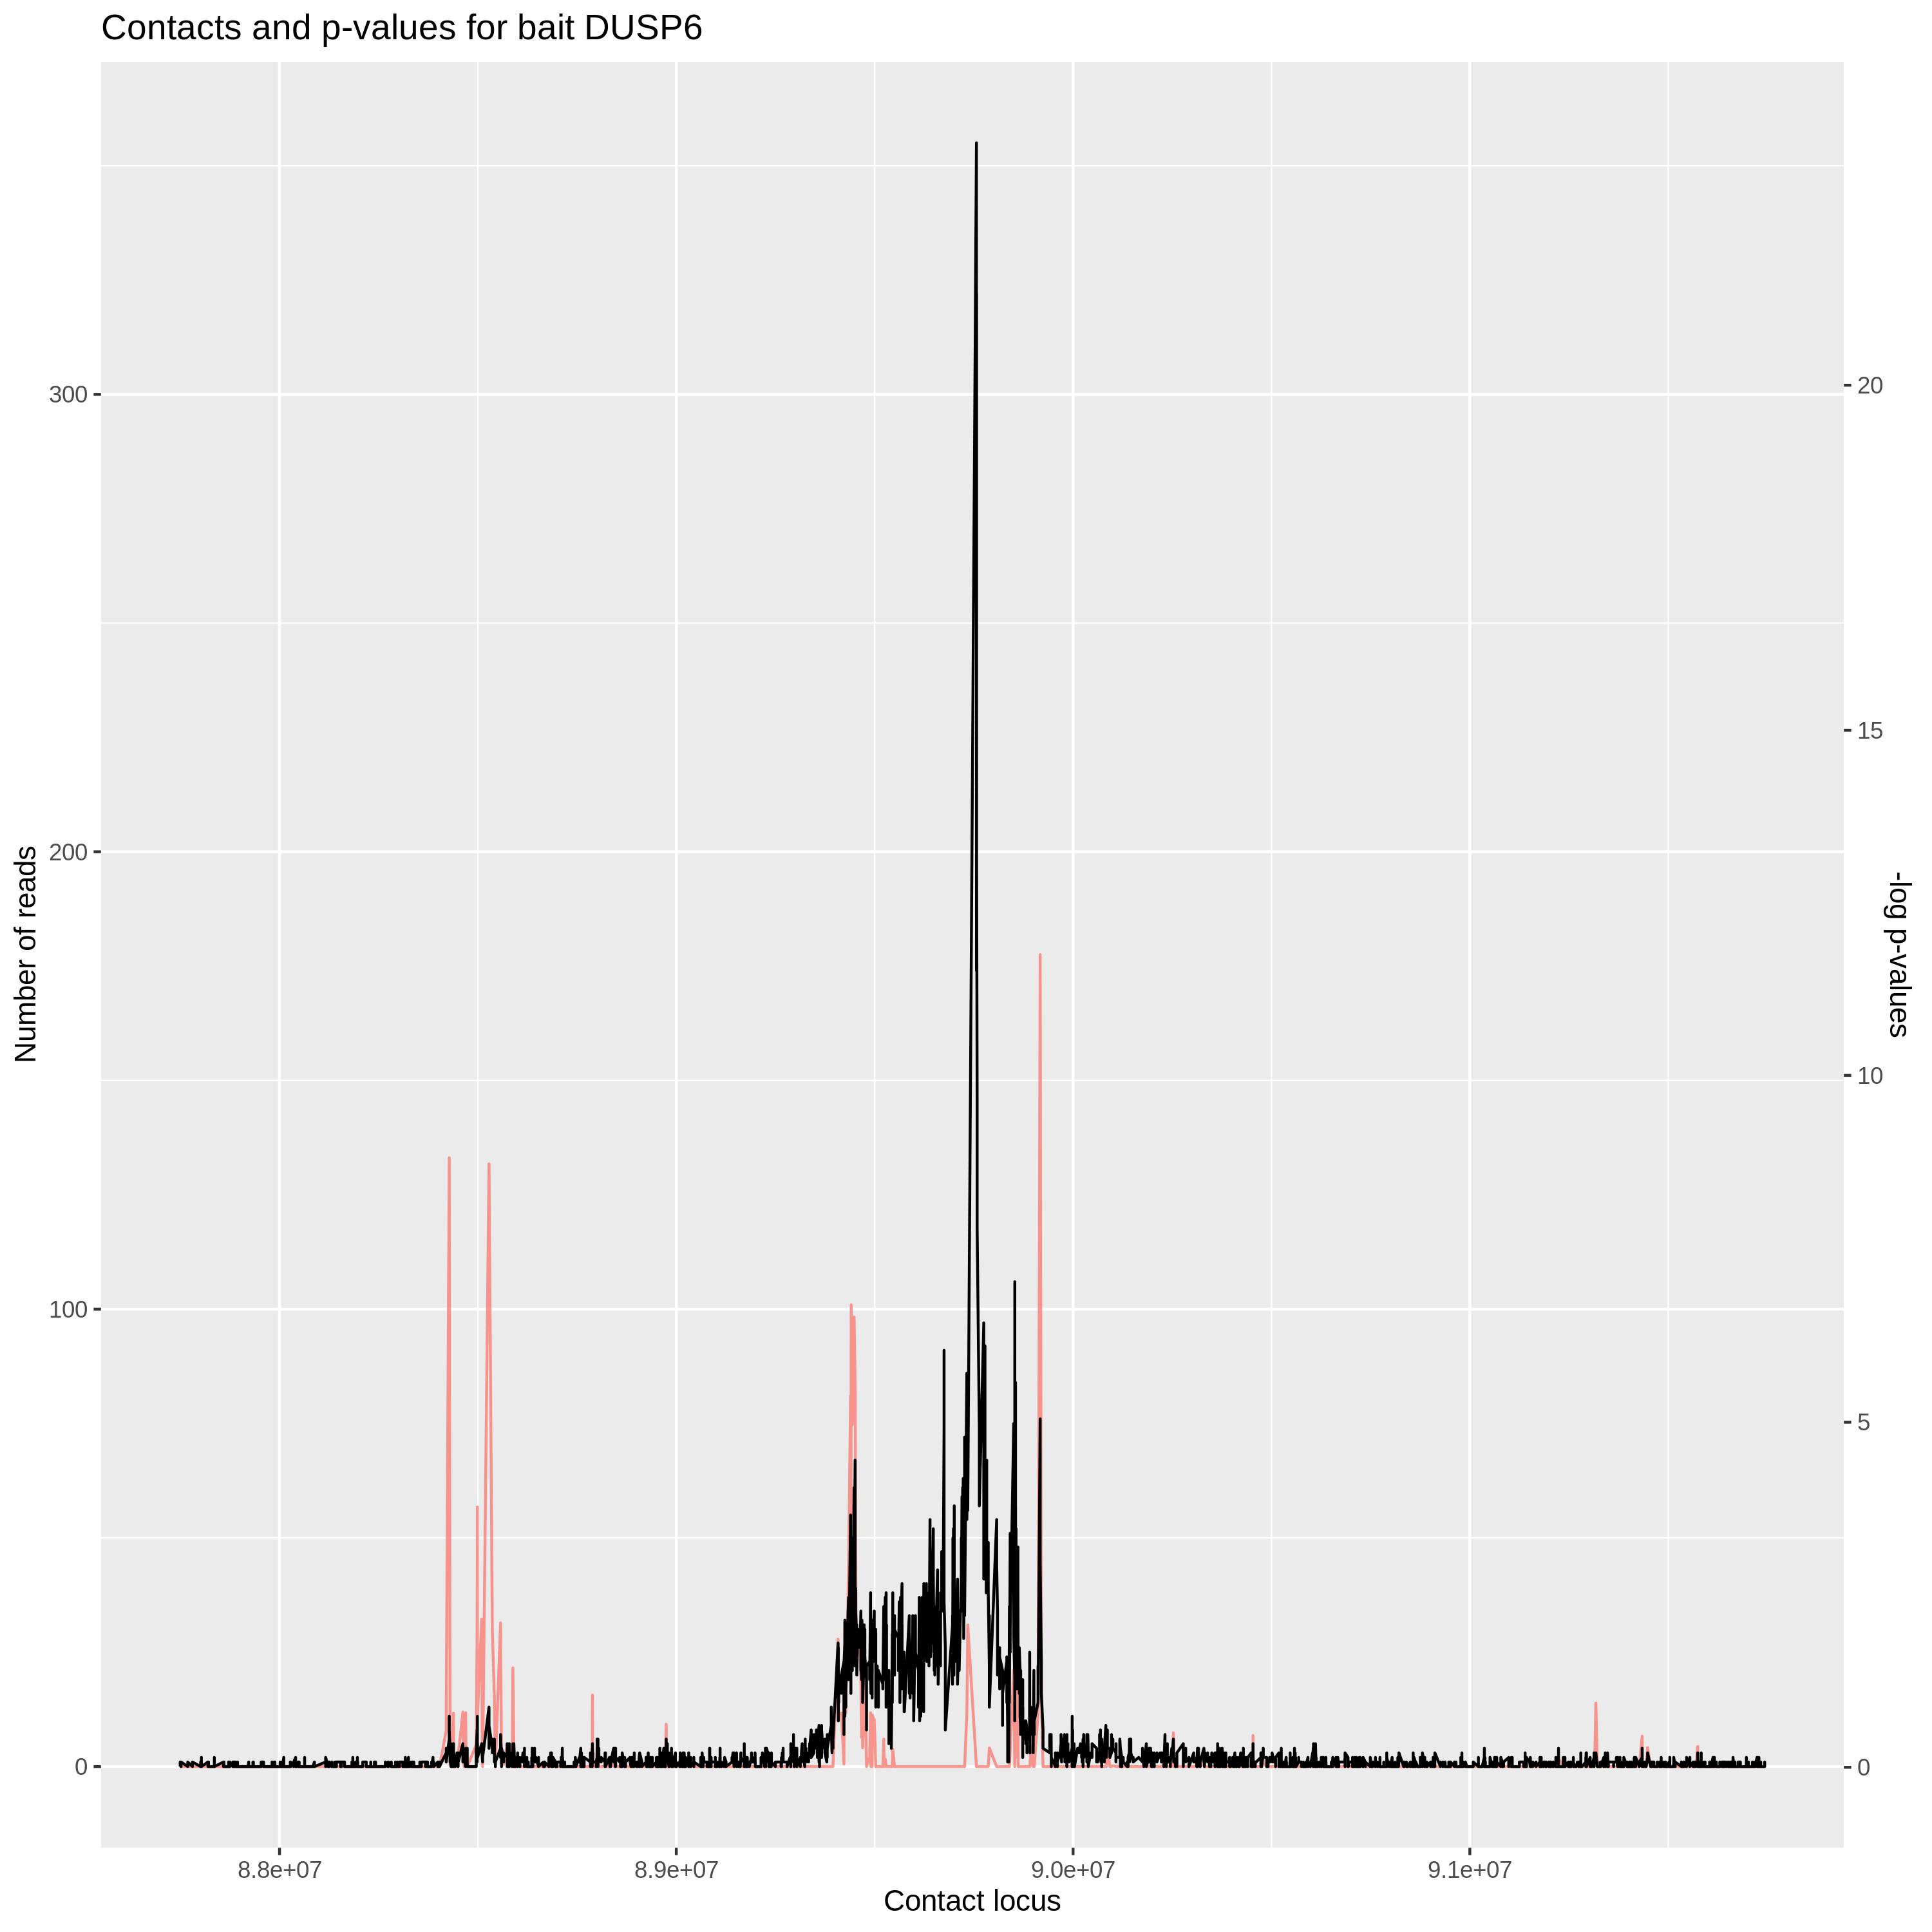 Contacts and p-values for bait DUSP6
Number of reads
300
200
100
0
20
15
10
5
0
-log p-values
8.8e+07 8.9e+07 9.0e+07 9.1e+07
Contact locus